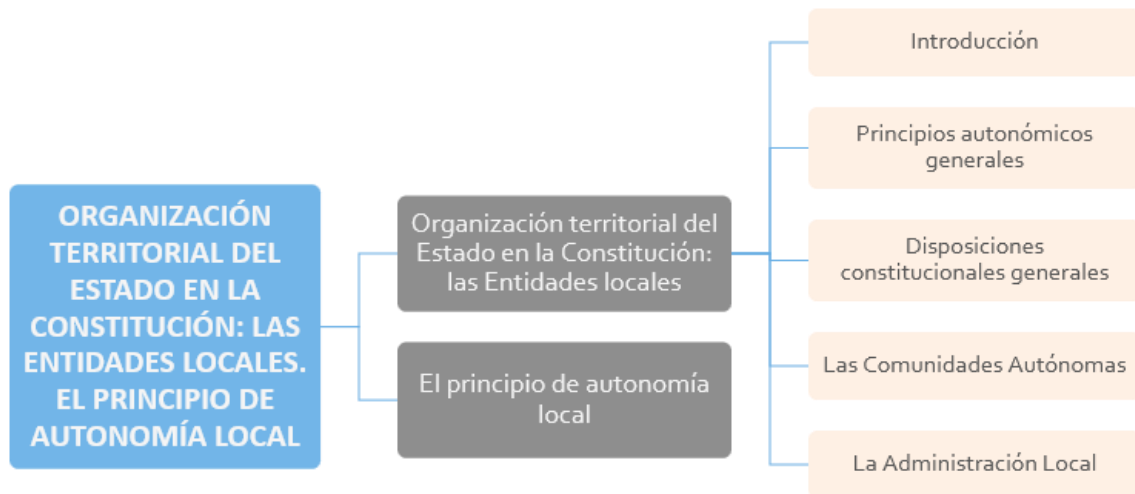 ORGANIZACIÓN
TERRITORIAL DEL
ESTADO EN LA
CONSTITUCIÓN: LAS
ENTIDADES LOCALES.
EL PRINCIPIO DE
AUTONOMÍA LOCAL
Organización territorial del
Estado en la Constitución:
las Entidades locales
El principio de autonomía
local
Introducción
Principios autonómicos
generales
Disposiciones
constitucionales generales
Las Comunidades Autónomas
La Administración Local